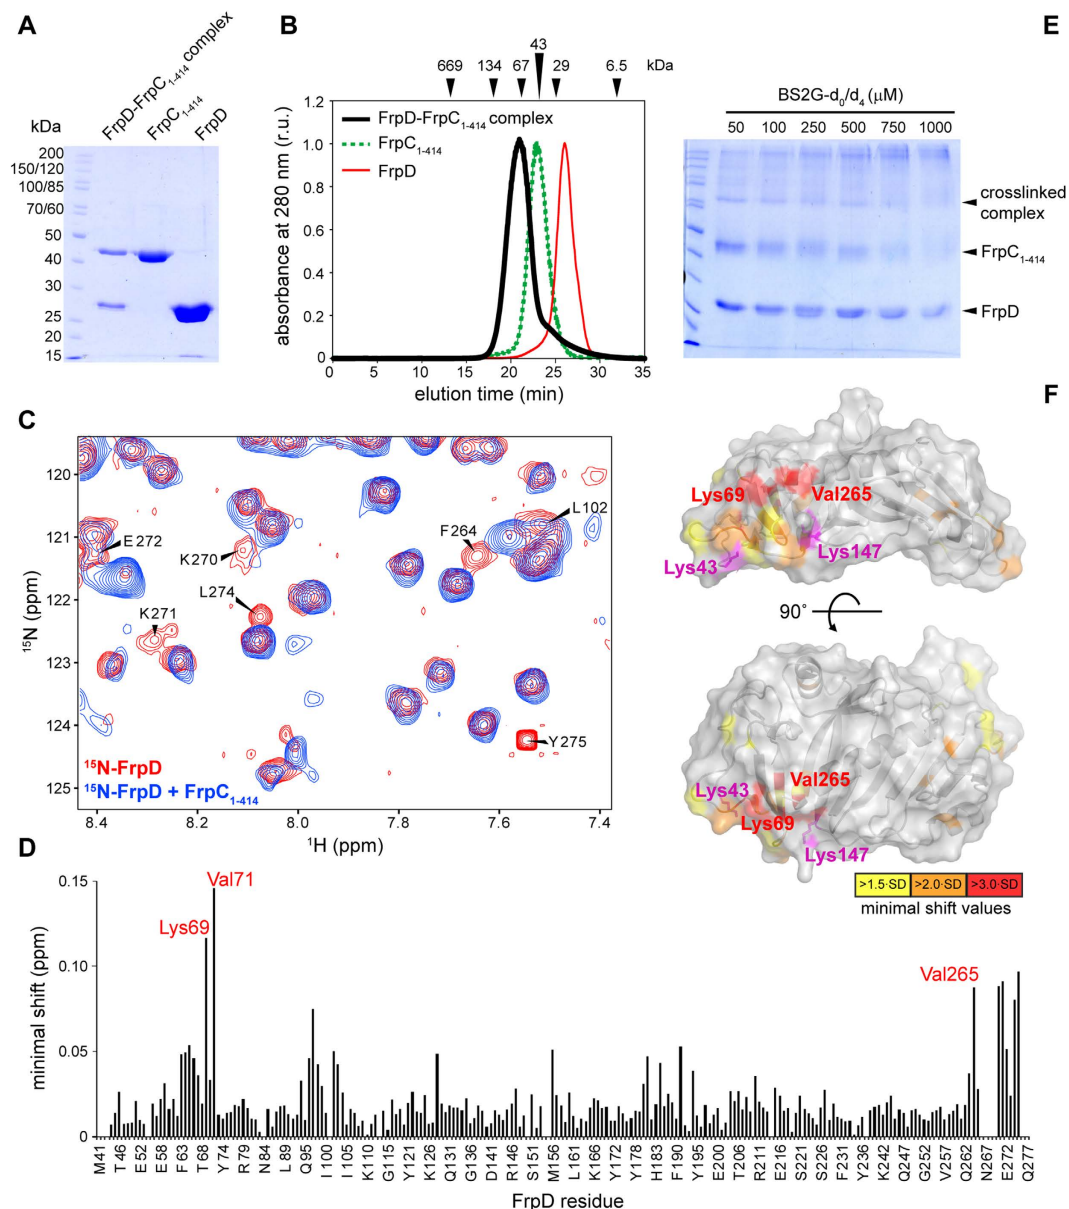 A
FrpD-FrpC1-414 complex
FrpC1-414
FrpD
kDa
200
150/120
100/85
70/60
50
40
30
25
20
15
B
669
134
67
43
29
6.5
kDa
absorbance at 280 nm (r.u.)
1.2
1.0
0.8
0.6
0.4
0.2
0
FrpD-FrpC1-414 complex
FrpC1-414
FrpD
0 5 10 15 20 25 30 35
elution time (min)
E
BS2G-d0/d4 (µM)
50 100 250 500 750 1000
crosslinked
complex
FrpC1-414
FrpD
C
15N (ppm)
120
121
122
123
124
125
E 272
K270
F264
L102
L274
K271
Y275
15N-FrpD
15N-FrpD + FrpC1-414
8.4 8.2 8.0 7.8 7.6 7.4
1H (ppm)
F
Lys69
Val265
Lys43
Lys147
90°
Lys43
Val265
Lys69
Lys147
>1.5·SD >2.0·SD >3.0·SD
minimal shift values
D
minimal shift (ppm)
0.15
0.10
0.05
0
Val71
Lys69
Val265
M41 T46 E52 E58 F63 T68 Y74 R79 N84 L89 Q95 I100 I105 K110 G115 Y121 K126 Q131 G136 D141 R146 S151 M156 L161 K166 Y172 Y178 H183 F190 Y195 E200 T206 R211 E216 S221 S226 F231 Y236 K242 Q247 G252 V257 Q262 N267 E272 Q277
FrpD residue